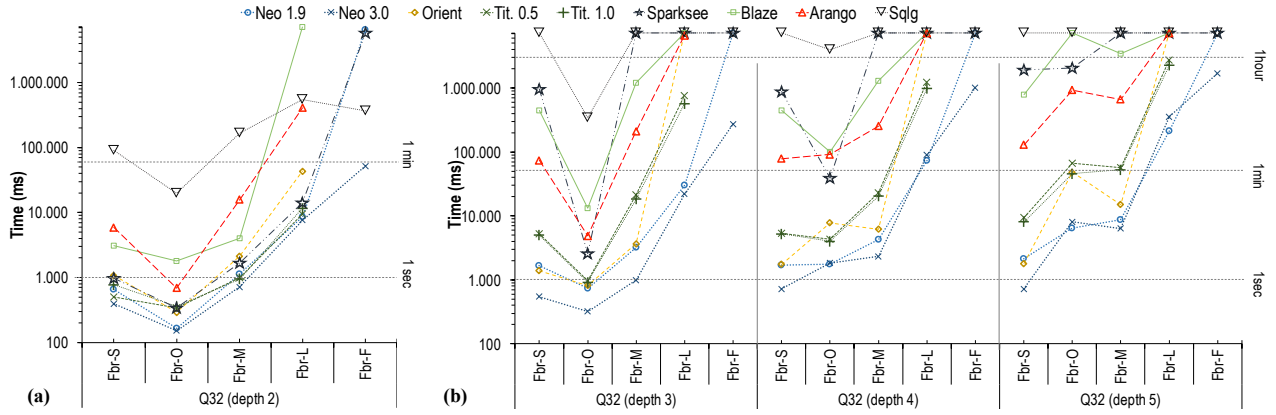 Neo 1.9 Neo 3.0 Orient Tit. 0.5 Tit. 1.0 Sparksee Blaze Arango Sqlg
Time (ms)
1.000.000
100.000
10.000
1.000
100
1 min
1 sec
Fbr-S Fbr-O Fbr-M Fbr-L Fbr-F
Q32 (depth 2)
(a)
Time (ms)
1.000.000
100.000
10.000
1.000
100
1hour
1min
1sec
Fbr-S Fbr-O Fbr-M Fbr-L Fbr-F Fbr-S Fbr-O Fbr-M Fbr-L Fbr-F Fbr-S Fbr-O Fbr-M Fbr-L Fbr-F
Q32 (depth 3) Q32 (depth 4) Q32 (depth 5)
(b)